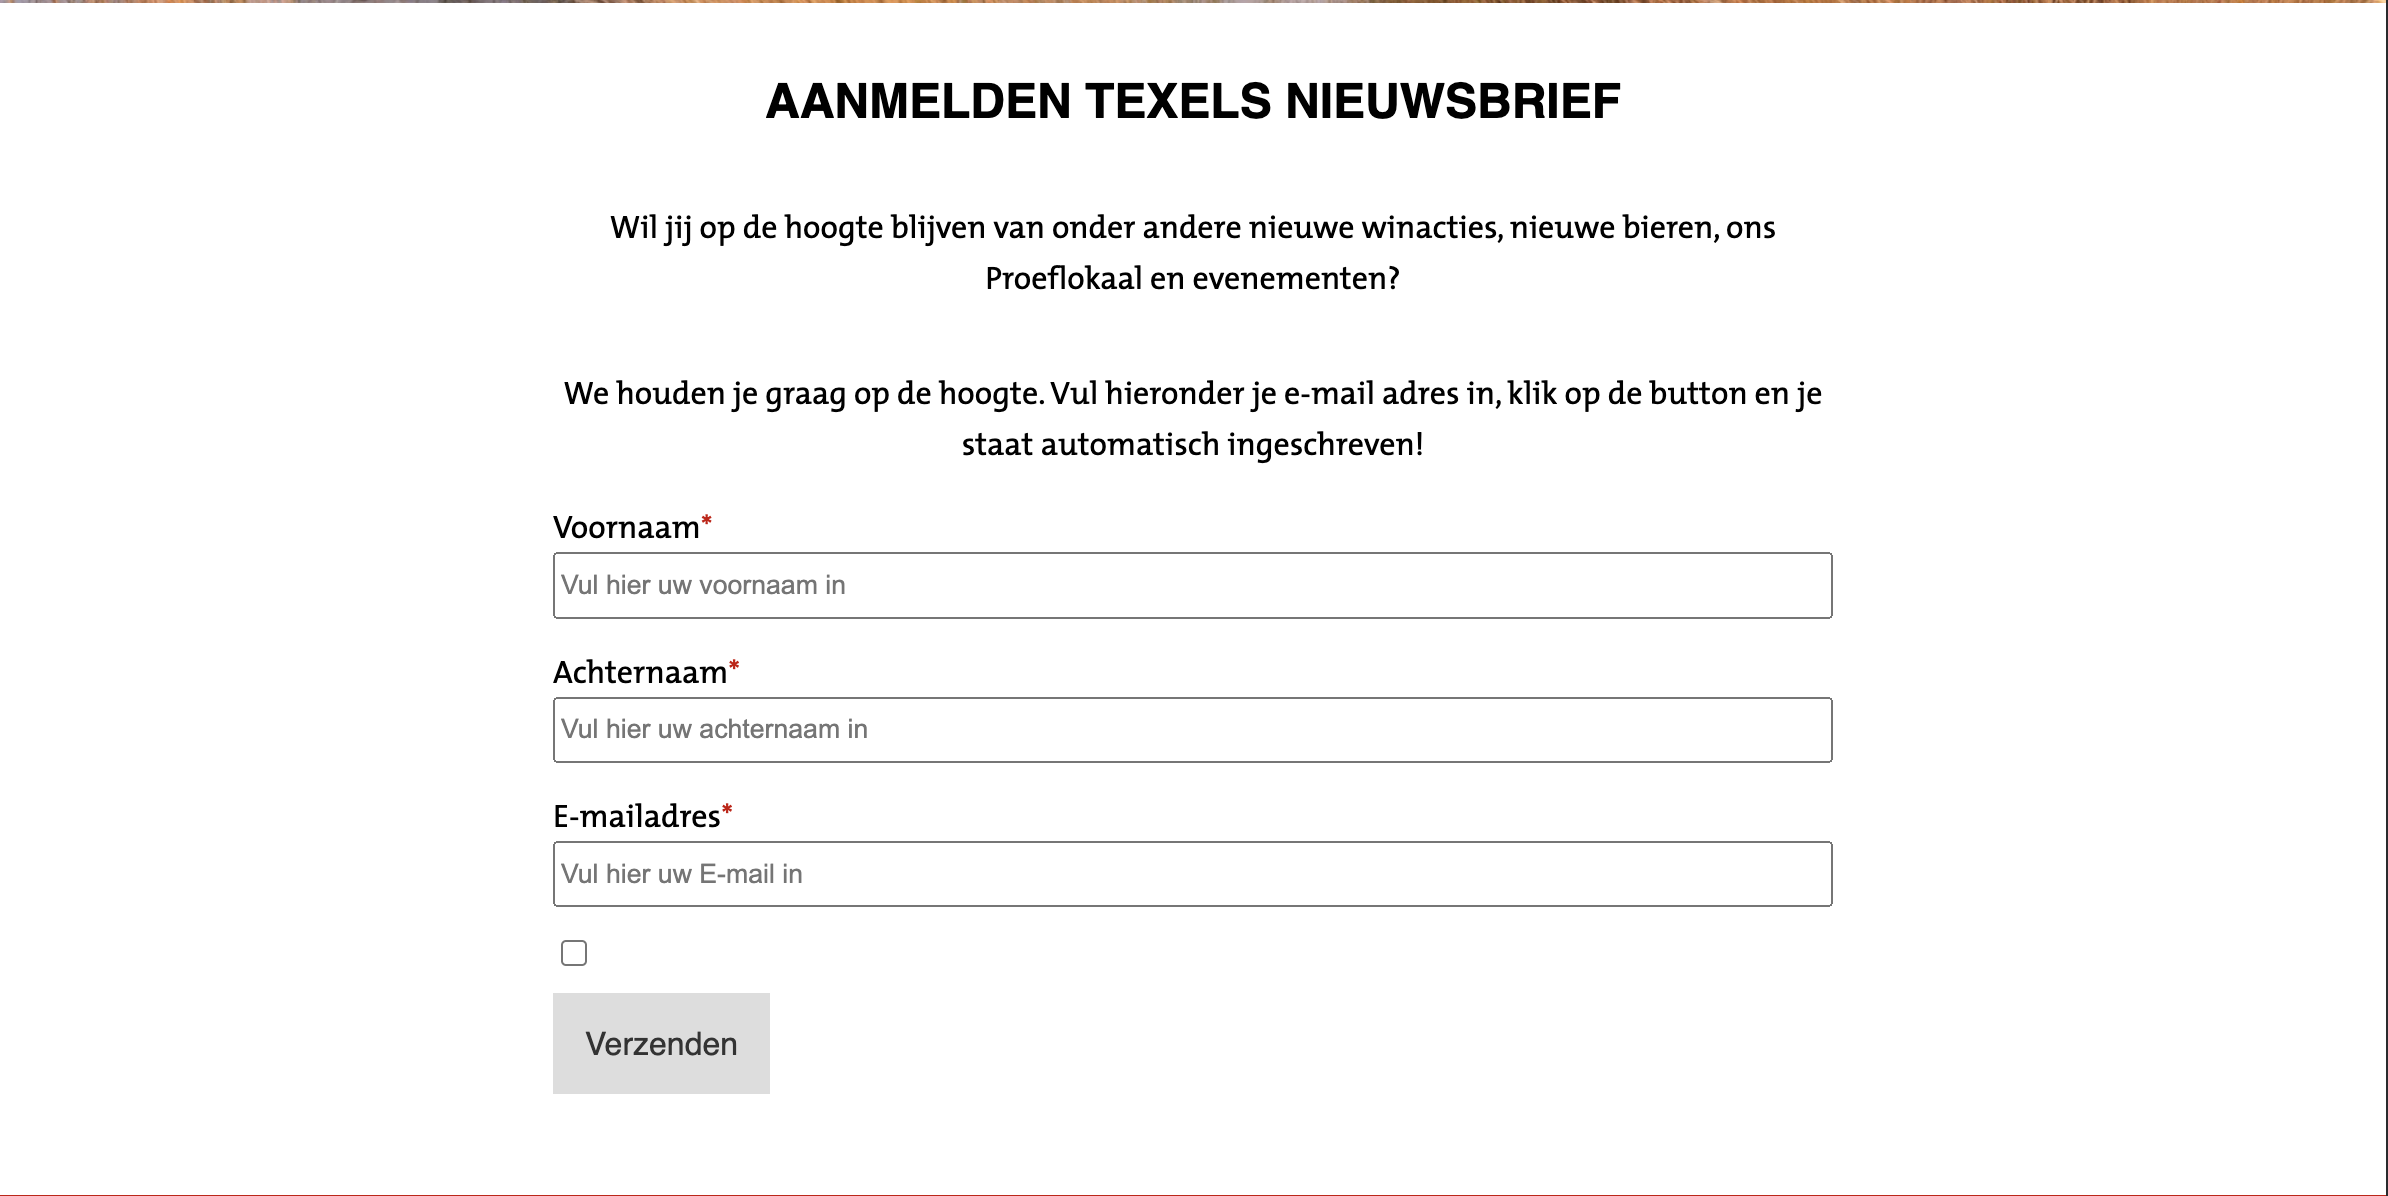 AANMELDEN TEXELS NIEUWSBRIEF
Wil jij op de hoogte blijven van onder andere nieuwe winacties, nieuwe bieren, ons
Proeflokaal en evenementen?
We houden je graag op de hoogte. Vul hieronder je e-mail adres in, klik op de button en je
staat automatisch ingeschreven!
Voornaam*
Vul hier uw voornaam in
Achternaam*
Vul hier uw achternaam in
E-mailadres*
Vul hier uw E-mail in
Verzenden